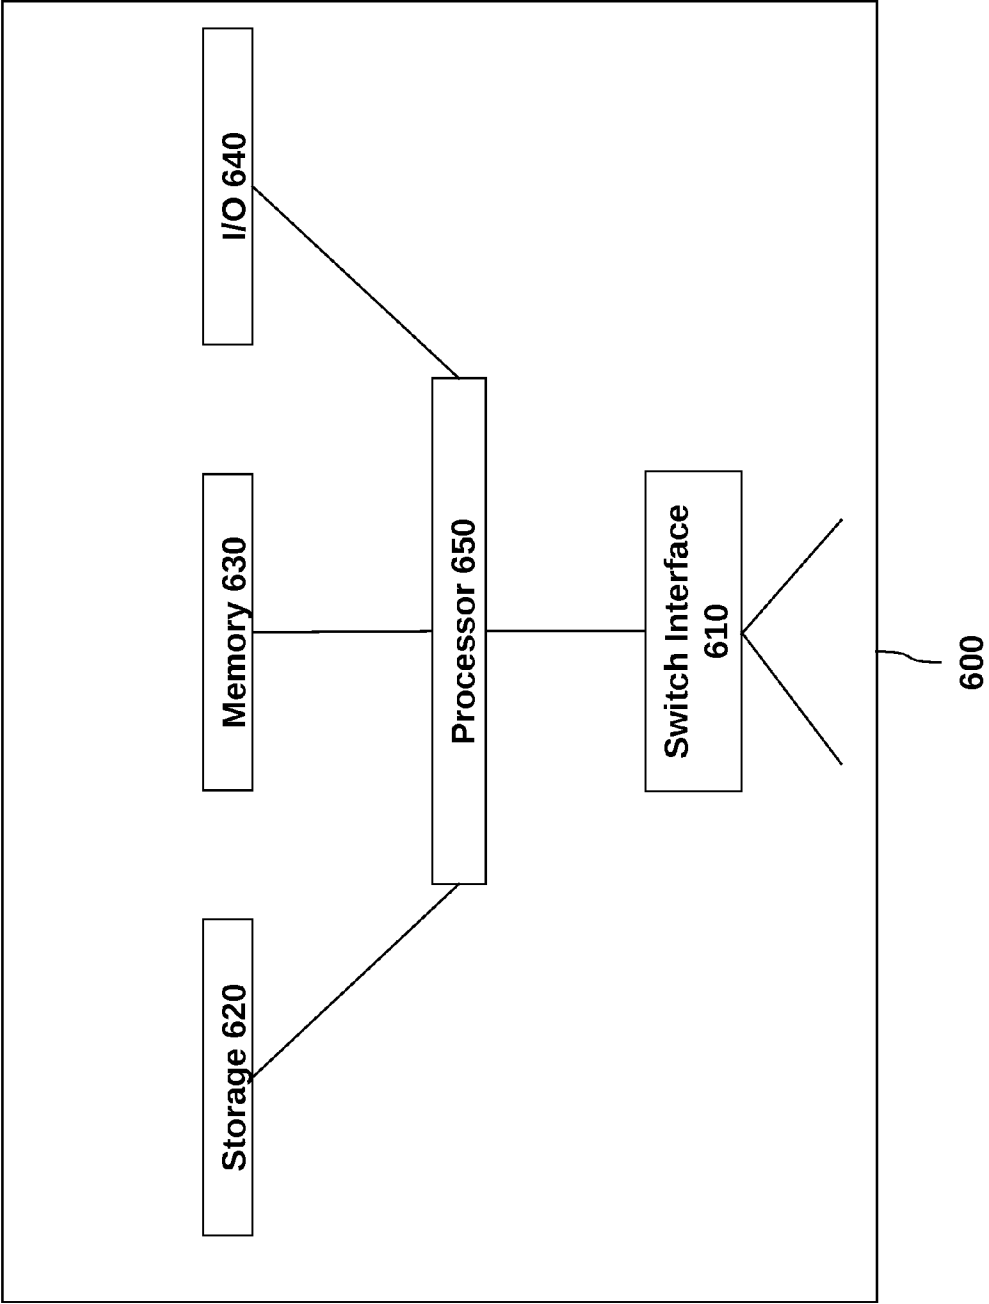 Storage 620
Memory 630
I/O 640
Processor 650
Switch Interface
610
600